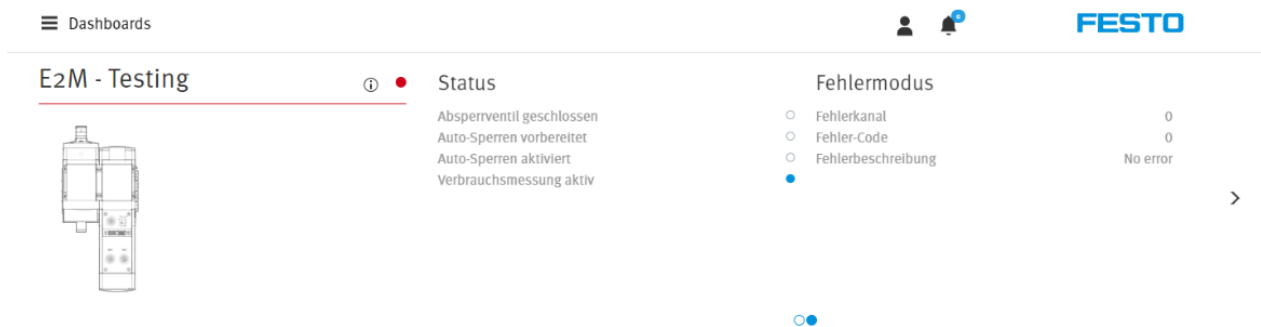 Dashboards
0
FESTO
E2M - Testing
Status
Absperrventil geschlossen
Auto-Sperren vorbereitet
Auto-Sperren aktiviert
Verbrauchsmessung aktiv
Fehlermodus
Fehlerkanal 0
Fehler-Code 0
Fehlerbeschreibung No error